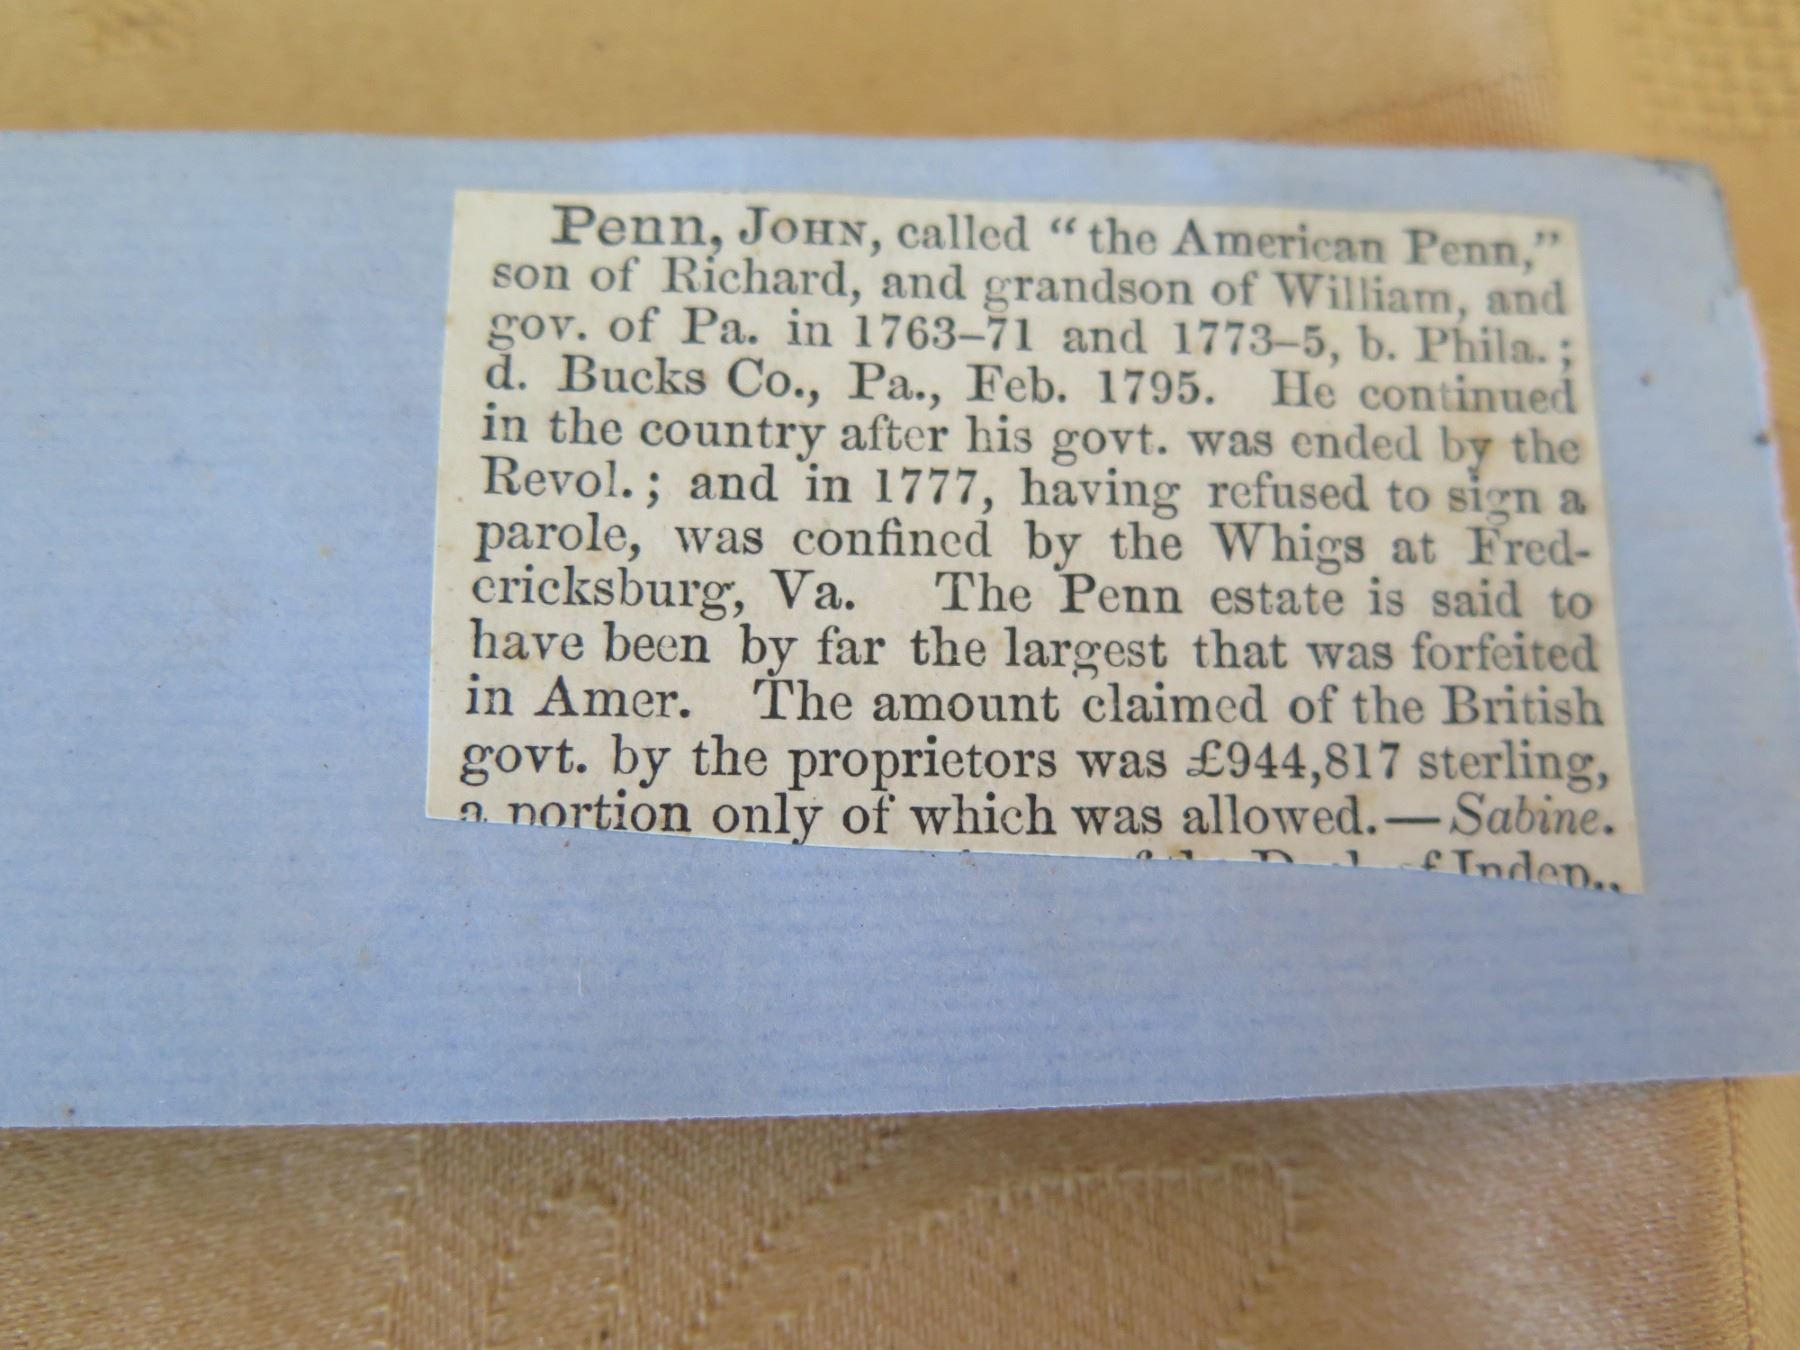 Penn, JOHN, called “the American Penn,”
son of Richard, and grandson of William, and
gov. of Pa. in 1763–71 and 1773–5, b. Phila.;
d. Bucks Co., Pa., Feb. 1795. He continued
in the country after his govt. was ended by the
Revol.; and in 1777, having refused to sign a
parole, was confined by the Whigs at Fred-
ericksburg, Va. The Penn estate is said to
have been by far the largest that was forfeited
in Amer. The amount claimed of the British
govt. by the proprietors was £944,817 sterling,
a portion only of which was allowed.—Sabine.
of Indep.,